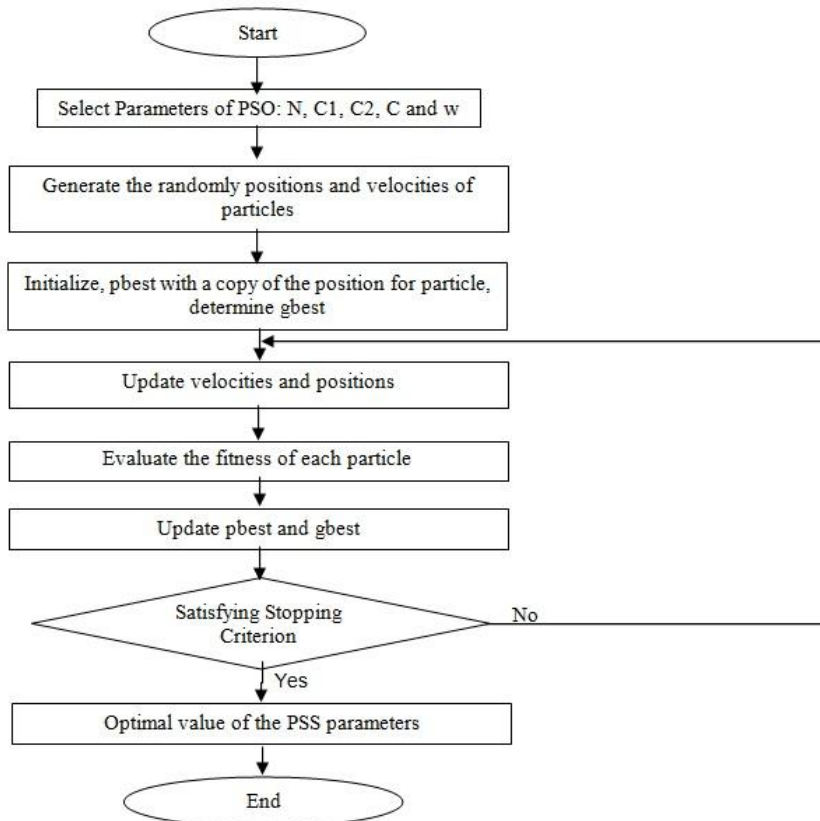 Start
Select Parameters of PSO: N, C1, C2, C and w
Generate the randomly positions and velocities of
particles
Initialize, pbest with a copy of the position for particle,
determine gbest
Update velocities and positions
Evaluate the fitness of each particle
Update pbest and gbest
Satisfying Stopping
Criterion
No
Yes
Optimal value of the PSS parameters
End